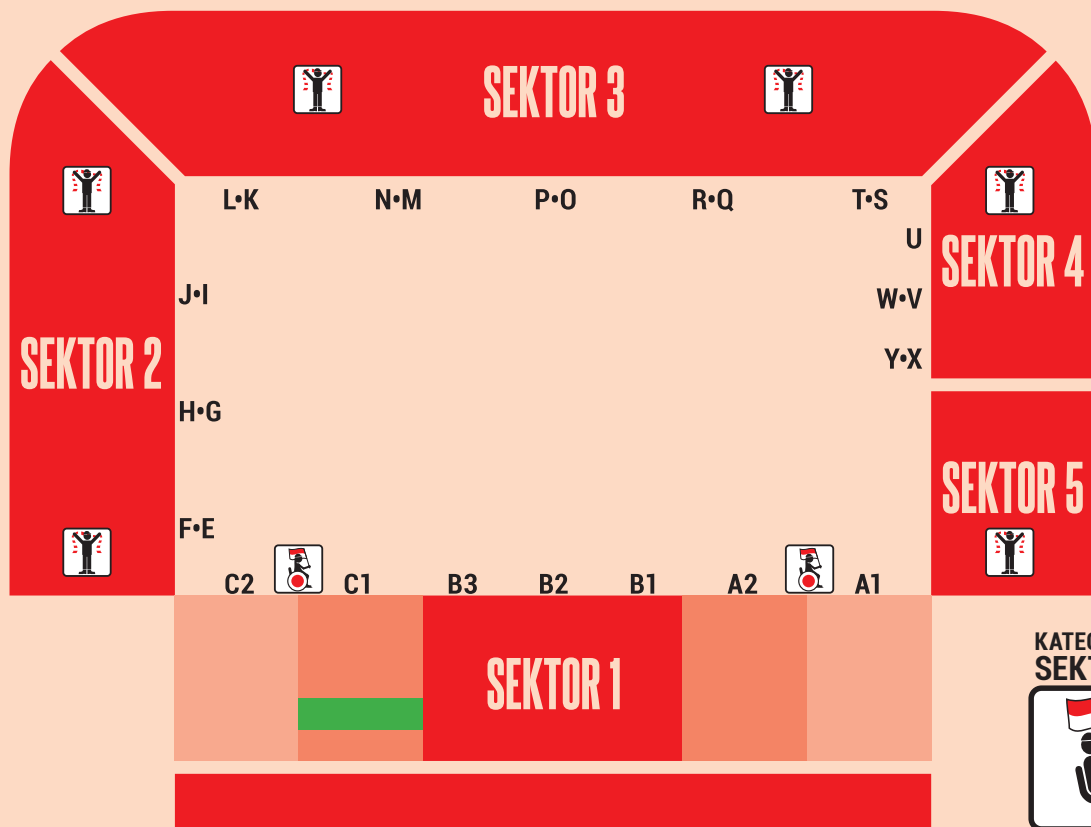 SEKTOR 3
L•K
N•M
P•O
R•Q
T•S
U
SEKTOR 4
J•I
W•V
SEKTOR 2
Y•X
H•G
SEKTOR 5
F•E
C2
C1
B3
B2
B1
A2
A1
SEKTOR 1